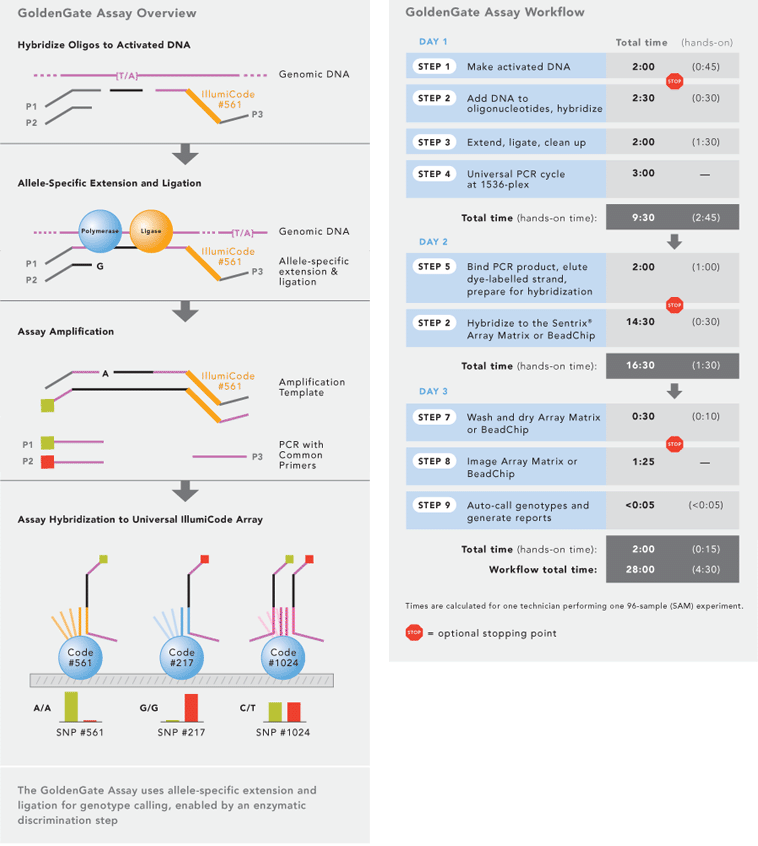 GoldenGate Assay Overview
Hybridize Oligos to Activated DNA
[T/A]
Genomic DNA
P1
P2
IllumiCode
#561
P3
Allele-Specific Extension and Ligation
Polymerase
Ligase
[T/A]
Genomic DNA
P1
P2
G
IllumiCode
#561
P3
Allele-specific
extension &
ligation
Assay Amplification
A
IllumiCode
#561
Amplification
Template
P1
P2
P3
PCR with
Common
Primers
Assay Hybridization to Universal IllumiCode Array
Code
#561
Code
#217
Code
#1024
A/A
G/G
C/T
SNP #561
SNP #217
SNP #1024
The GoldenGate Assay uses allele-specific extension and
ligation for genotype calling, enabled by an enzymatic
discrimination step
GoldenGate Assay Workflow
DAY 1
Total time (hands-on)
STEP 1 Make activated DNA 2:00 (0:45)
STOP
STEP 2 Add DNA to
oligonucleotides, hybridize 2:30 (0:30)
STEP 3 Extend, ligate, clean up 2:00 (1:30)
STEP 4 Universal PCR cycle
at 1536-plex 3:00 —
Total time (hands-on time): 9:30 (2:45)
DAY 2
STEP 5 Bind PCR product, elute
dye-labelled strand,
prepare for hybridization 2:00 (1:00)
STOP
STEP 2 Hybridize to the Sentrix®
Array Matrix or BeadChip 14:30 (0:30)
Total time (hands-on time): 16:30 (1:30)
DAY 3
STEP 7 Wash and dry Array Matrix
or BeadChip 0:30 (0:10)
STOP
STEP 8 Image Array Matrix or
BeadChip 1:25 —
STEP 9 Auto-call genotypes and
generate reports <0:05 (<0:05)
Total time (hands-on time): 2:00 (0:15)
Workflow total time: 28:00 (4:30)
Times are calculated for one technician performing one 96-sample (SAM) experiment.
STOP = optional stopping point